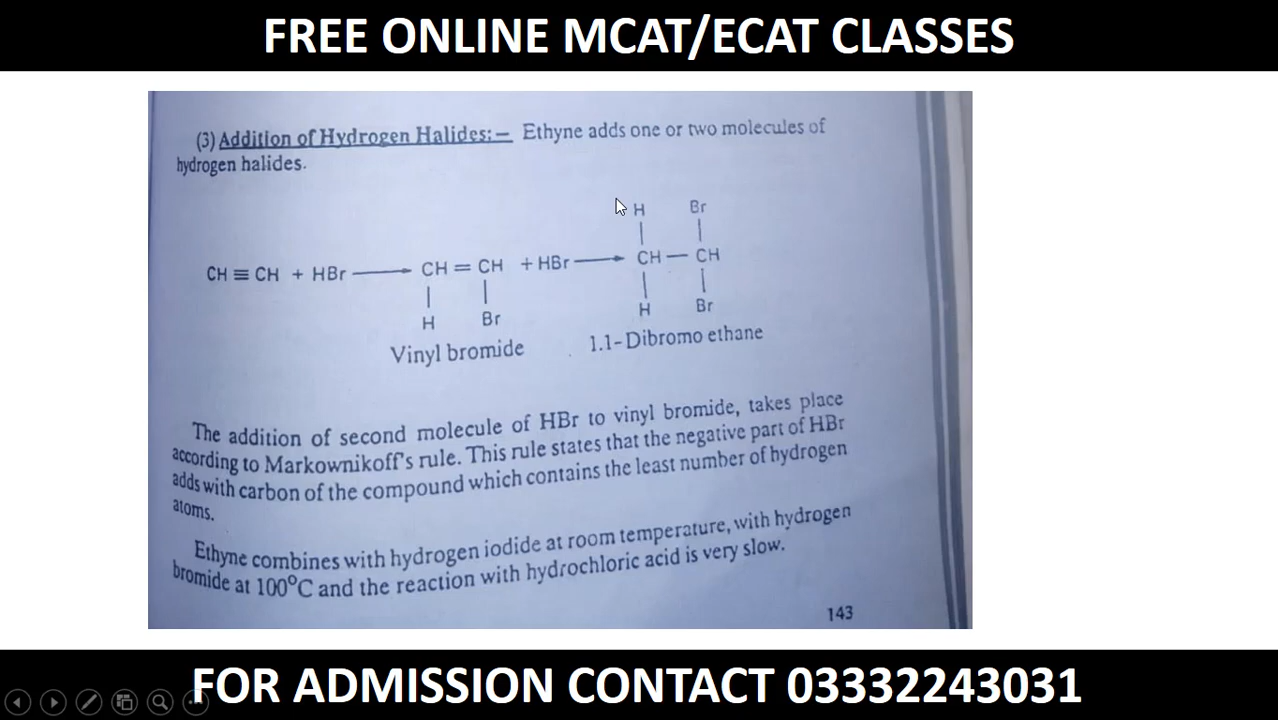 FREE ONLINE MCAT/ECAT CLASSES
(3) Addition of Hydrogen Halides:— Ethyne adds one or two molecules of
hydrogen halides.
H Br
CH ≡ CH + HBr ⟶ CH = CH + HBr ⟶ CH — CH
H Br H Br
Vinyl bromide 1.1-Dibromo ethane
The addition of second molecule of HBr to vinyl bromide, takes place
according to Markownikoff's rule. This rule states that the negative part of HBr
adds with carbon of the compound which contains the least number of hydrogen
atoms.
Ethyne combines with hydrogen iodide at room temperature, with hydrogen
bromide at 100°C and the reaction with hydrochloric acid is very slow.
143
FOR ADMISSION CONTACT 03332243031